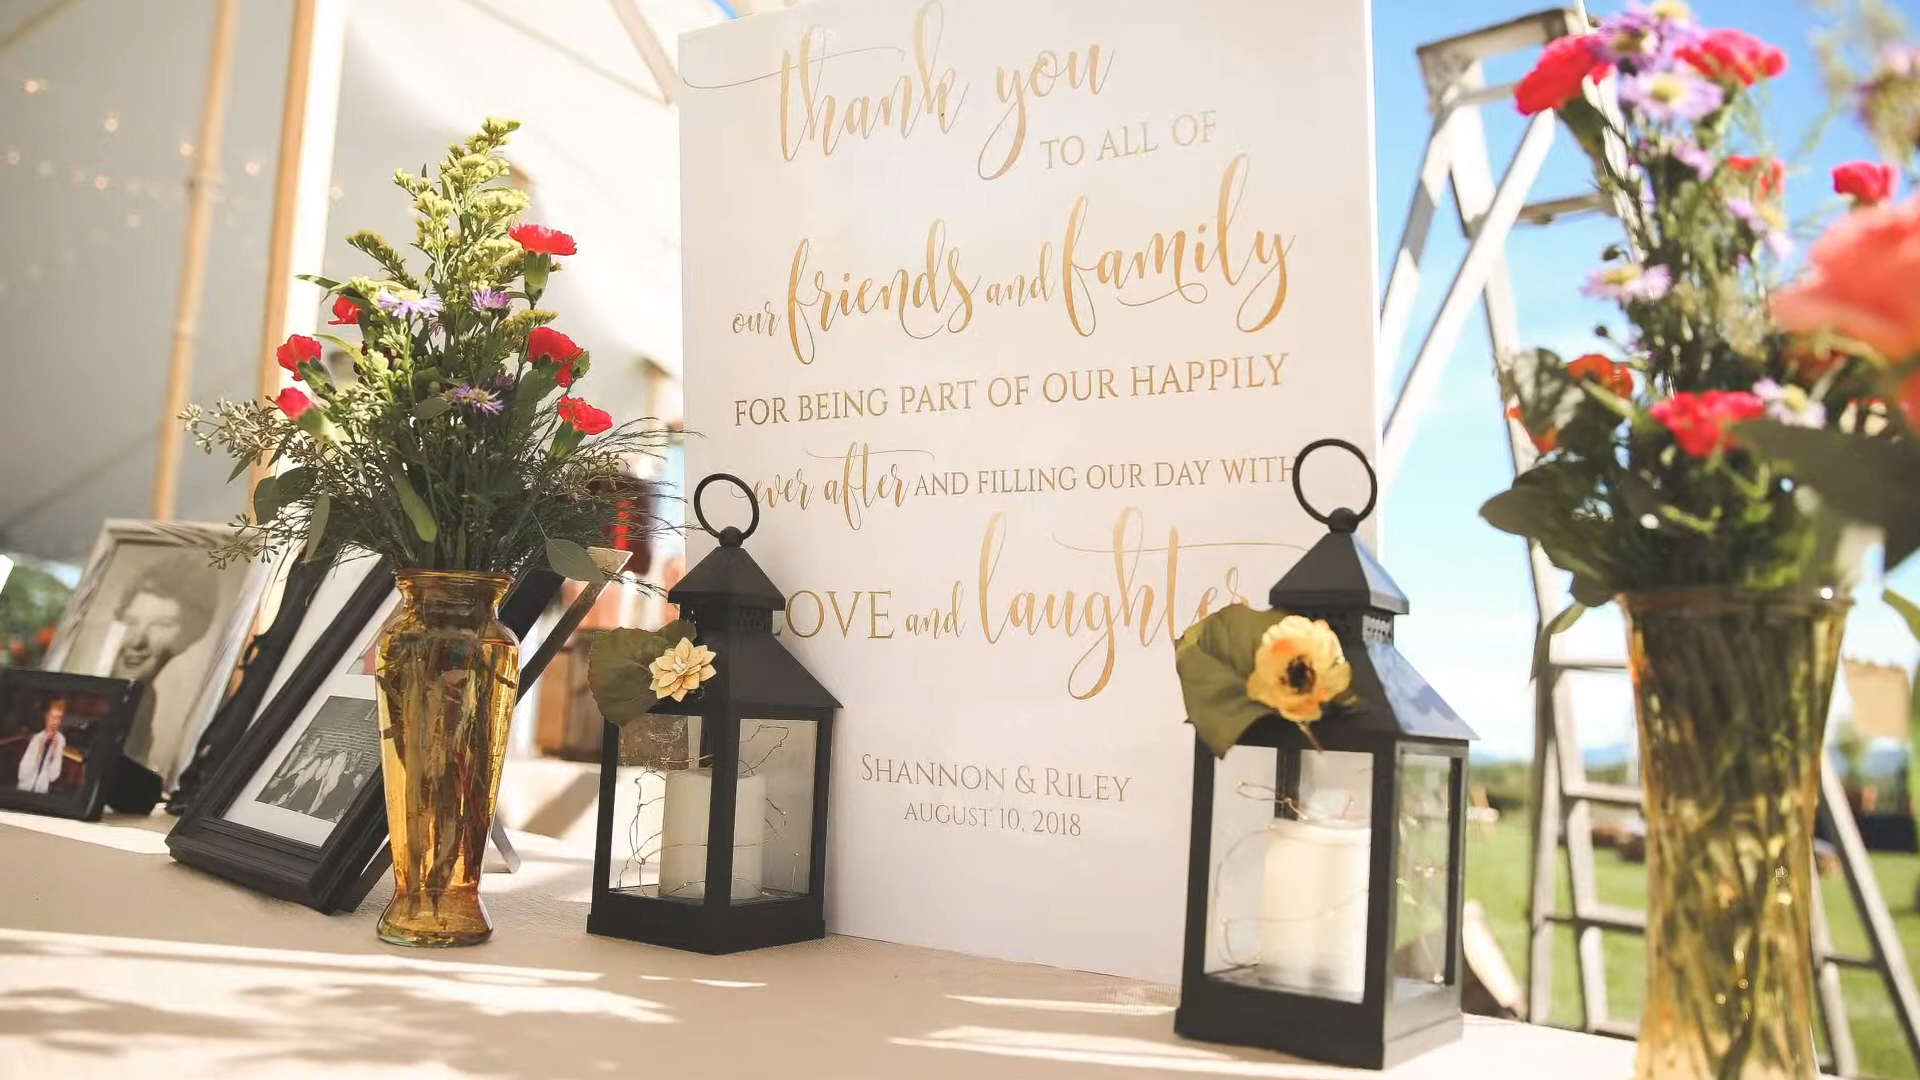 thank you
TO ALL OF
our friends and family
FOR BEING PART OF OUR HAPPILY
ever after AND FILLING OUR DAY WITH
LOVE and laughter
SHANNON & RILEY
AUGUST 10, 2018